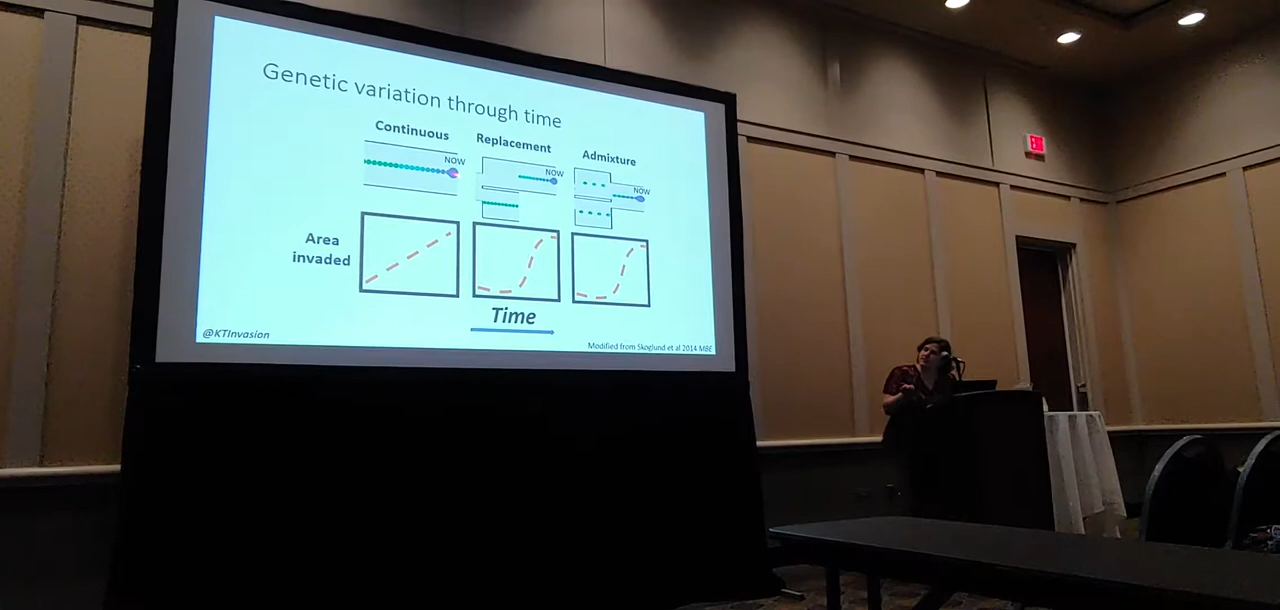 Genetic variation through time
Continuous
Replacement
Admixture
NOW
NOW
NOW
Area
invaded
Time
@KTInvasion
Modified from Skoglund et al 2014 MBE